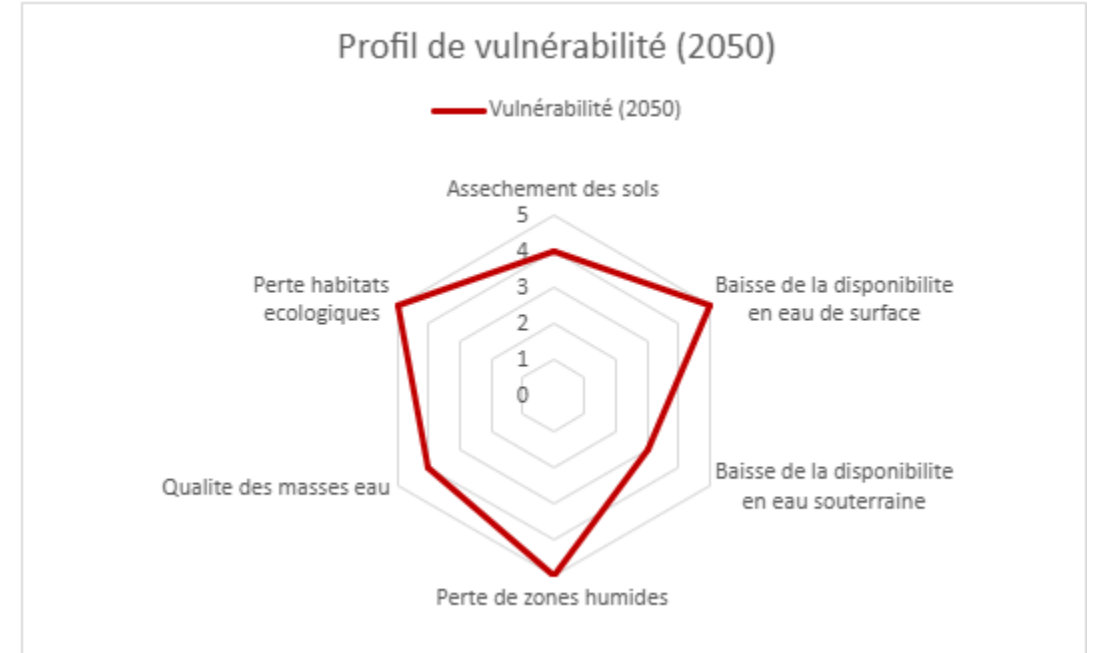 Profil de vulnérabilité (2050)
Vulnérabilité (2050)
Assechement des sols
5
4
3
2
1
0
Baisse de la disponibilite
en eau de surface
Baisse de la disponibilite
en eau souterraine
Perte de zones humides
Qualite des masses eau
Perte habitats
ecologiques